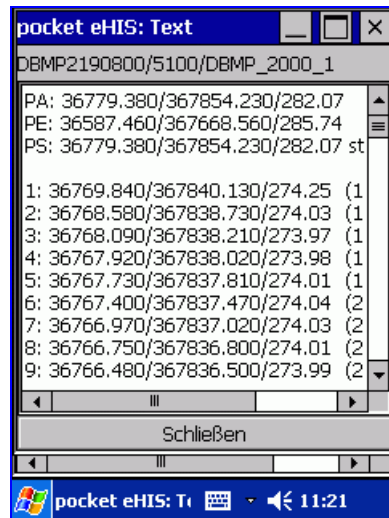 pocket eHIS: Text
DBMP2190800/5100/DBMP_2000_1
PA: 36779.380/367854.230/282.07
PE: 36587.460/367668.560/285.74
PS: 36779.380/367854.230/282.07 st
1: 36769.840/367840.130/274.25 (1
2: 36768.580/367838.730/274.03 (1
3: 36768.090/367838.210/273.97 (1
4: 36767.920/367838.020/273.98 (1
5: 36767.730/367837.810/274.01 (1
6: 36767.400/367837.470/274.04 (2
7: 36766.970/367837.020/274.03 (2
8: 36766.750/367836.800/274.01 (2
9: 36766.480/367836.500/273.99 (2
Schließen
pocket eHIS: Te 11:21